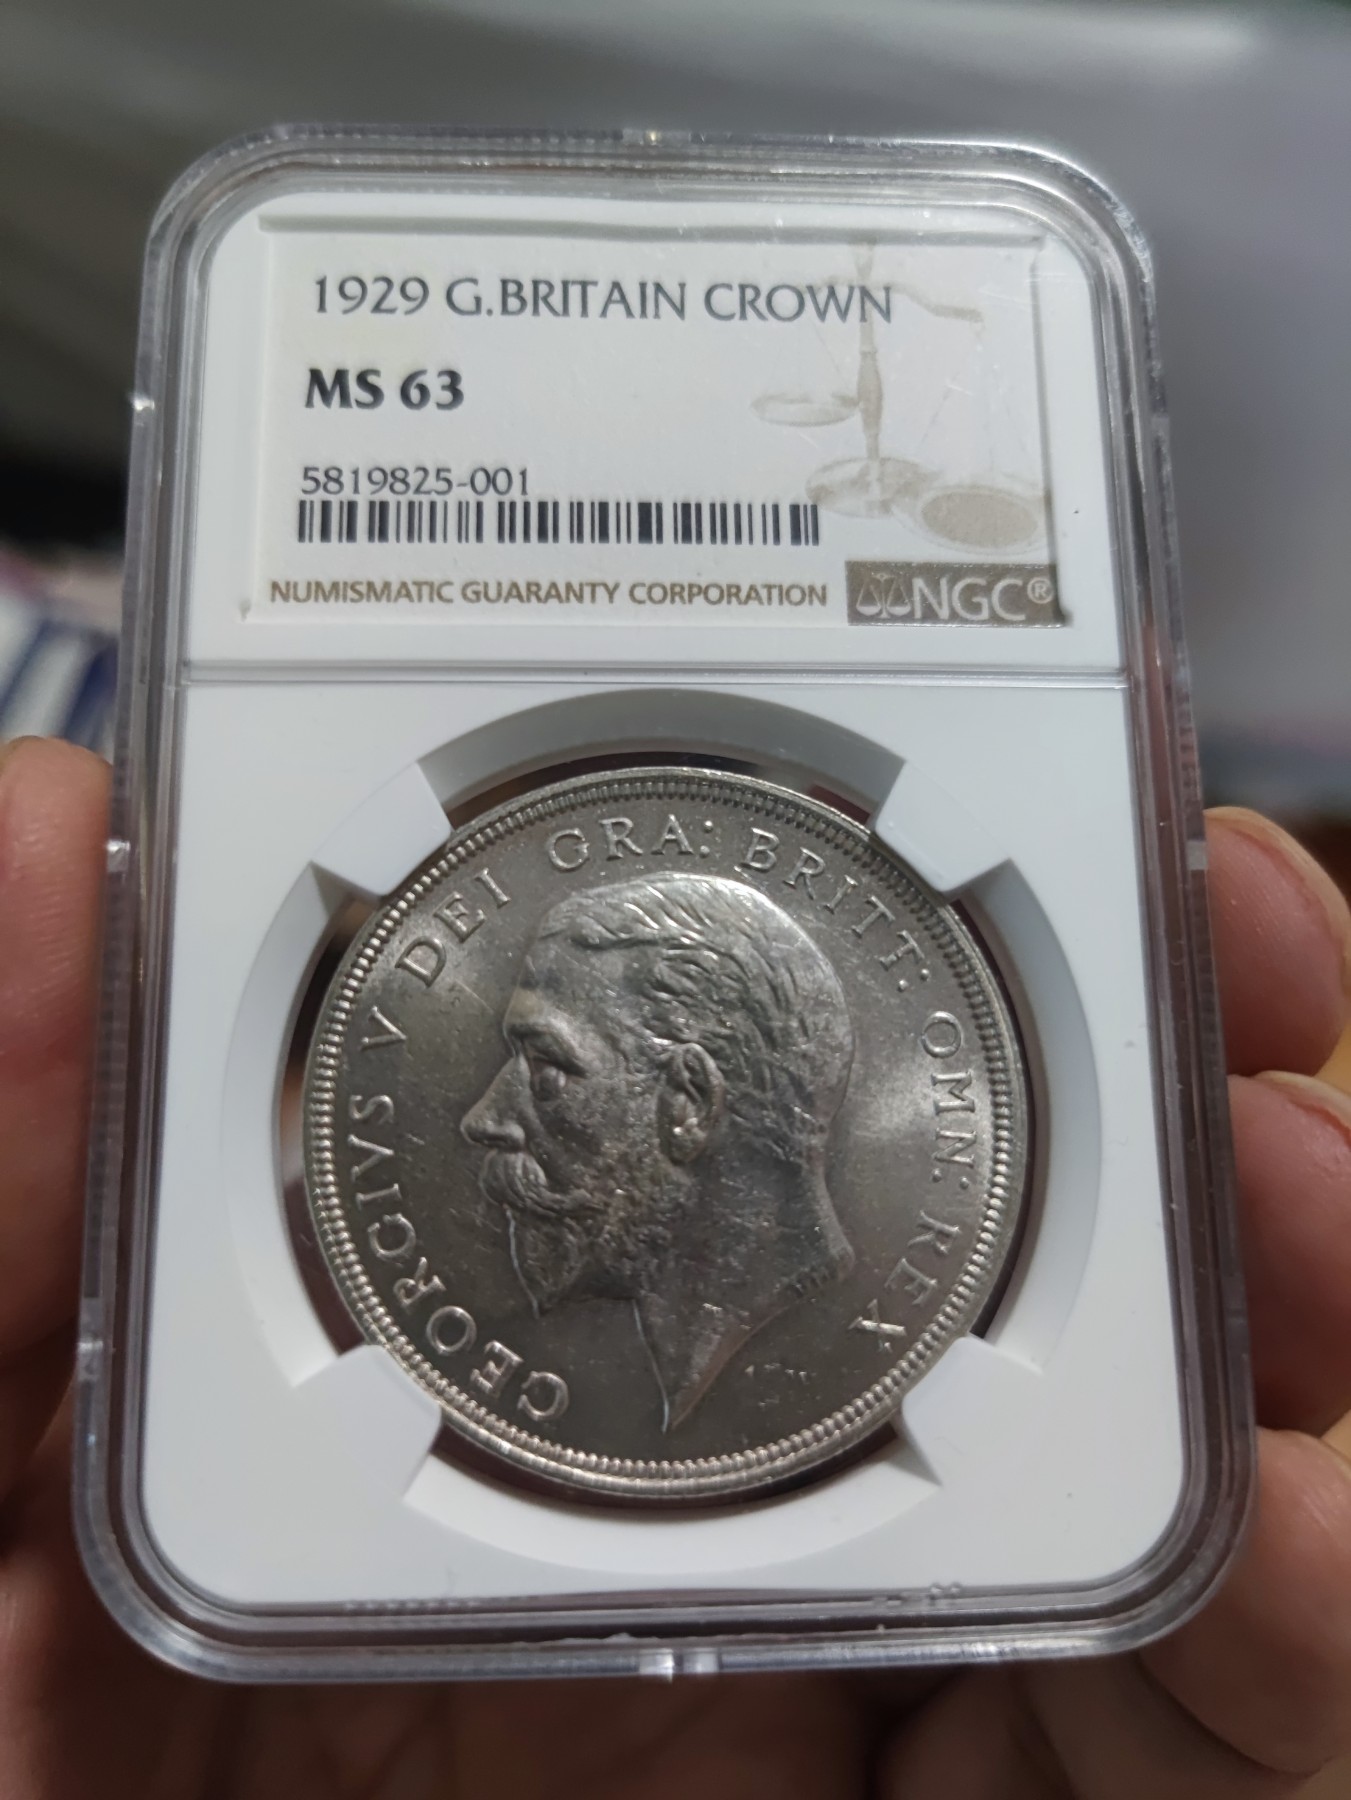 1929 G.BRITAIN CROWN
MS 63
5819825-001
NUMISMATIC GUARANTY CORPORATION
NGC®
GEORGIVS V DEI GRA: BRITT: OMN: REX